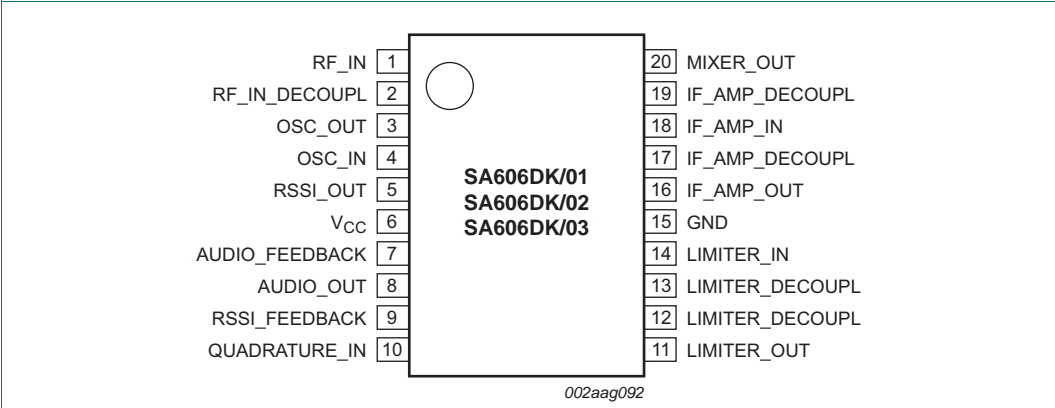 RF_IN 1
RF_IN_DECOUPL 2
OSC_OUT 3
OSC_IN 4
RSSI_OUT 5
VCC 6
AUDIO_FEEDBACK 7
AUDIO_OUT 8
RSSI_FEEDBACK 9
QUADRATURE_IN 10
SA606DK/01
SA606DK/02
SA606DK/03
20 MIXER_OUT
19 IF_AMP_DECOUPL
18 IF_AMP_IN
17 IF_AMP_DECOUPL
16 IF_AMP_OUT
15 GND
14 LIMITER_IN
13 LIMITER_DECOUPL
12 LIMITER_DECOUPL
11 LIMITER_OUT
002aag092